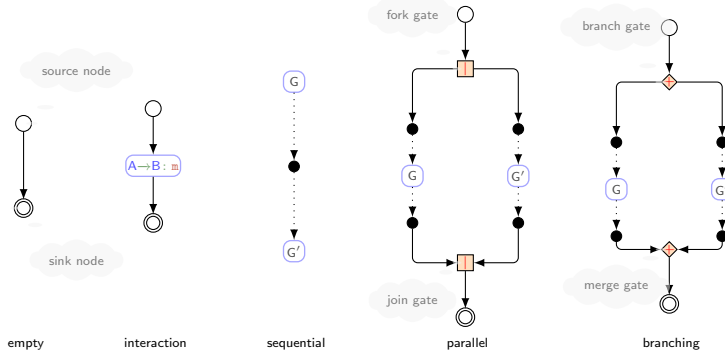 fork gate
branch gate
source node
|
+
G
A→B: m
G
G′
G
G
G′
sink node
|
+
join gate
merge gate
empty
interaction
sequential
parallel
branching